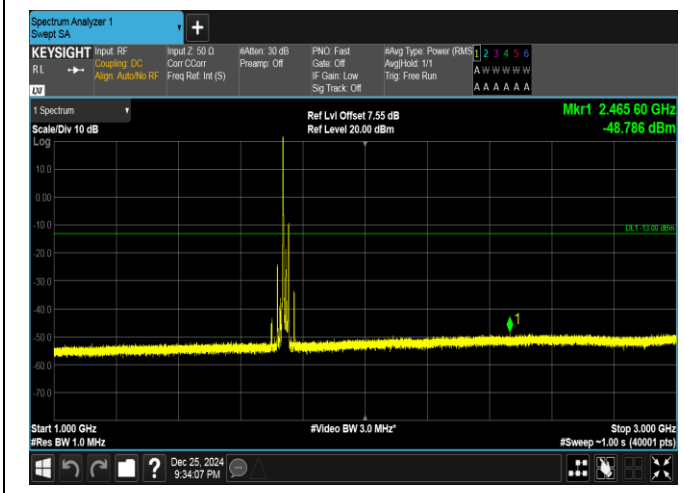 Spectrum Analyzer 1
Swept SA
+
KEYSIGHT
RL
LXI
Input: RF
Coupling: DC
Align: Auto/No RF
Input Z: 50 Ω
Corr CCorr
Freq Ref: Int (S)
#Atten: 30 dB
Preamp: Off
PNO: Fast
Gate: Off
IF Gain: Low
Sig Track: Off
#Avg Type: Power (RMS
Avg|Hold: 1/1
Trig: Free Run
1 2 3 4 5 6
A W W W W W
A A A A A A
1 Spectrum
Scale/Div 10 dB
Ref Lvl Offset 7.55 dB
Ref Level 20.00 dBm
Mkr1 2.465 60 GHz
-48.786 dBm
Log
10.0
0.00
-10.0
DL1 -13.00 dBm
-20.0
-30.0
-40.0
1
-50.0
-60.0
-70.0
Start 1.000 GHz
#Res BW 1.0 MHz
#Video BW 3.0 MHz*
Stop 3.000 GHz
#Sweep ~1.00 s (40001 pts)
?
Dec 25, 2024
9:34:07 PM